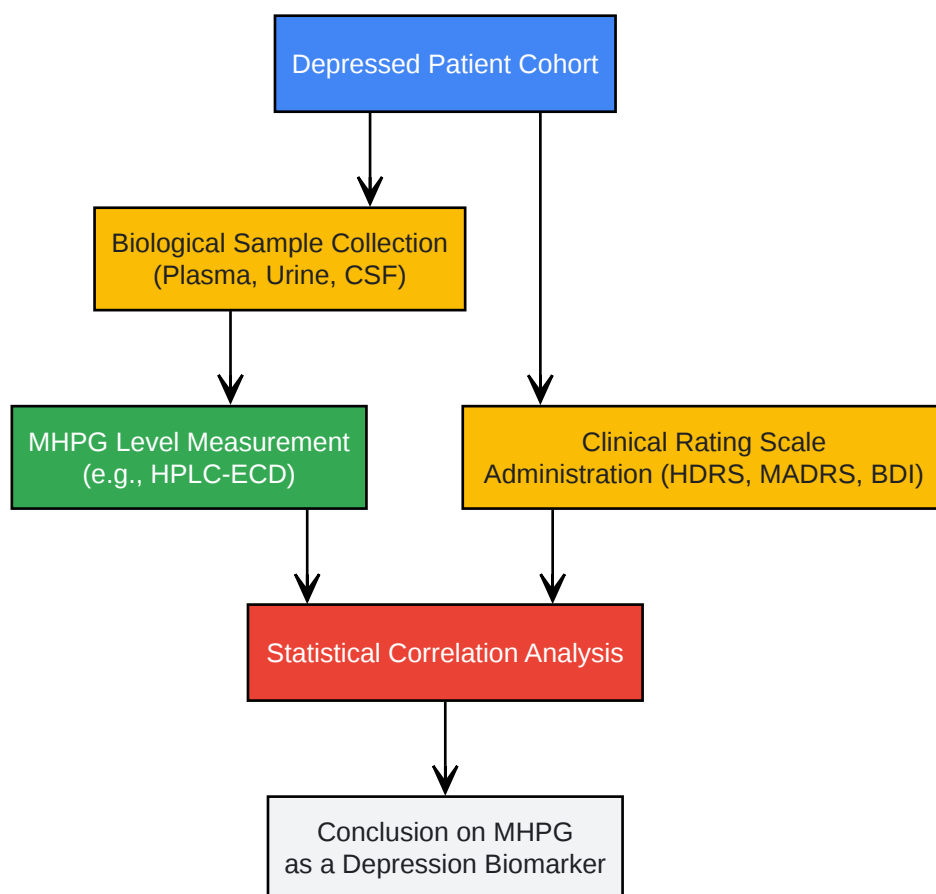 Depressed Patient Cohort
Biological Sample Collection
(Plasma, Urine, CSF)
MHPG Level Measurement
(e.g., HPLC-ECD)
Clinical Rating Scale
Administration (HDRS, MADRS, BDI)
Statistical Correlation Analysis
Conclusion on MHPG
as a Depression Biomarker